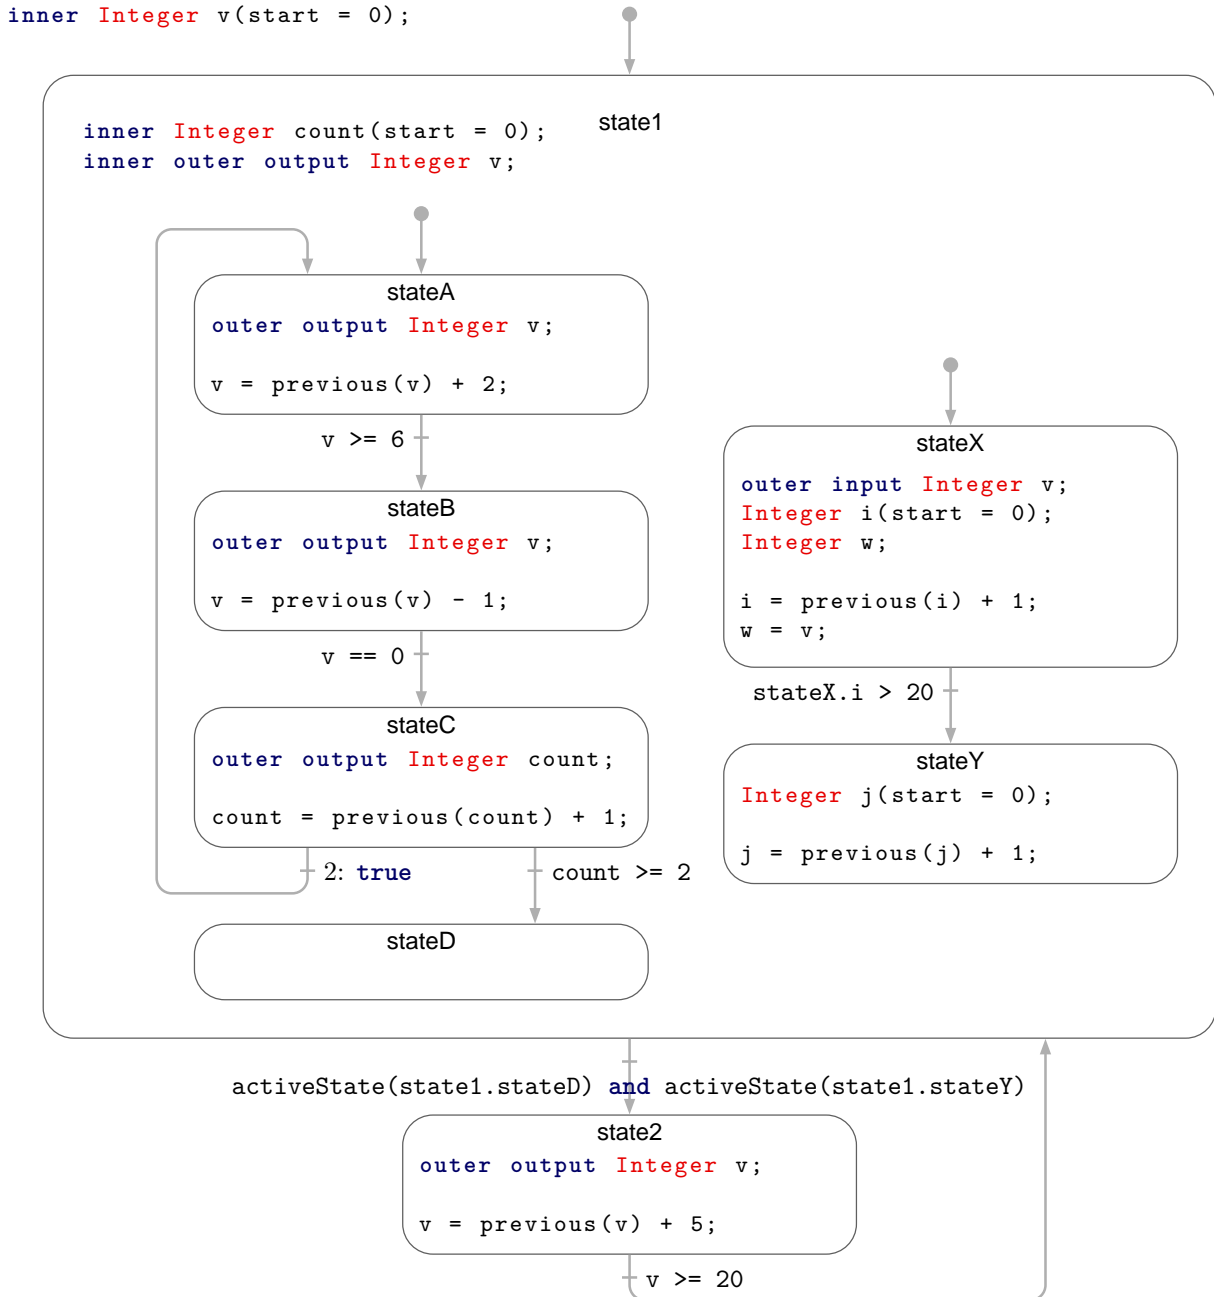 inner Integer v(start = 0);
state1
inner Integer count(start = 0);
inner outer output Integer v;
stateA
outer output Integer v;
v = previous(v) + 2;
v >= 6
stateB
outer output Integer v;
v = previous(v) - 1;
v == 0
stateC
outer output Integer count;
count = previous(count) + 1;
2: true
count >= 2
stateD
stateX
outer input Integer v;
Integer i(start = 0);
Integer w;
i = previous(i) + 1;
w = v;
stateX.i > 20
stateY
Integer j(start = 0);
j = previous(j) + 1;
activeState(state1.stateD) and activeState(state1.stateY)
state2
outer output Integer v;
v = previous(v) + 5;
v >= 20